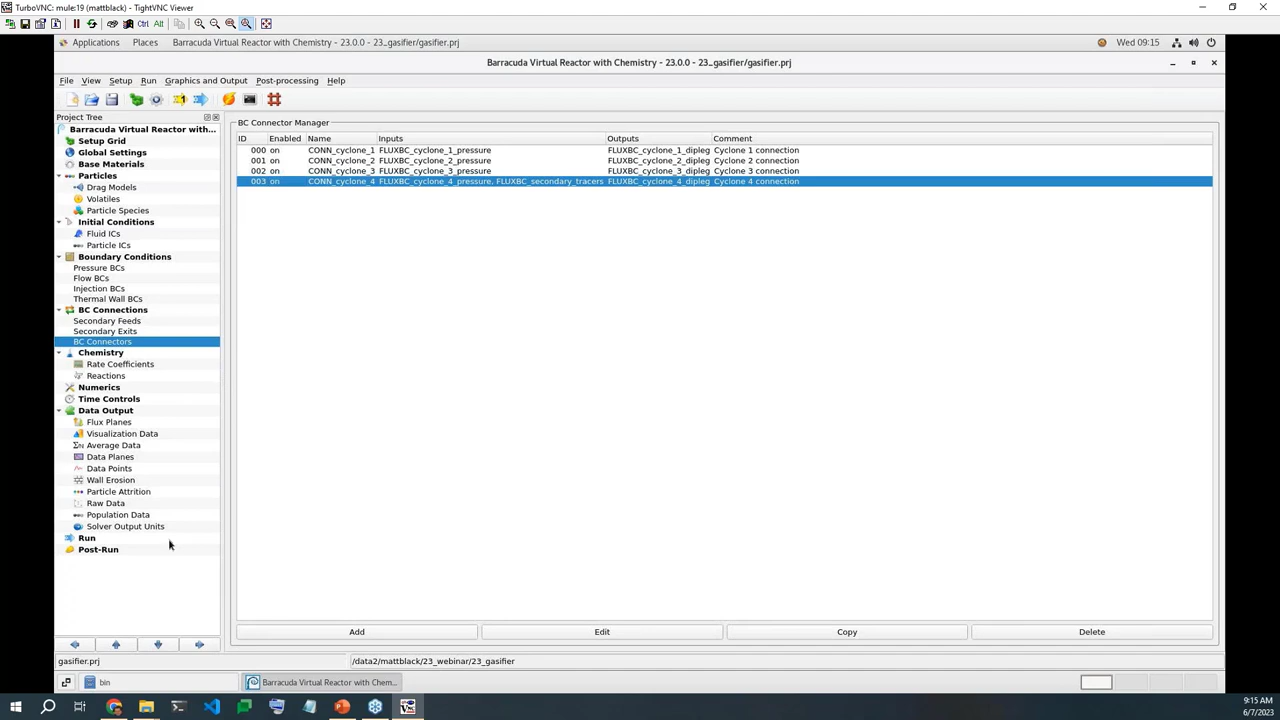 TurboVNC: mule:19 (mattblack) - TightVNC Viewer
Ctrl Alt
Applications Places Barracuda Virtual Reactor with Chemistry - 23.0.0 - 23_gasifier/gasifier.prj Wed 09:15
Barracuda Virtual Reactor with Chemistry - 23.0.0 - 23_gasifier/gasifier.prj
File View Setup Run Graphics and Output Post-processing Help
Project Tree
Barracuda Virtual Reactor with...
Setup Grid
Global Settings
Base Materials
Particles
Drag Models
Volatiles
Particle Species
Initial Conditions
Fluid ICs
Particle ICs
Boundary Conditions
Pressure BCs
Flow BCs
Injection BCs
Thermal Wall BCs
BC Connections
Secondary Feeds
Secondary Exits
BC Connectors
Chemistry
Rate Coefficients
Reactions
Numerics
Time Controls
Data Output
Flux Planes
Visualization Data
Average Data
Data Planes
Data Points
Wall Erosion
Particle Attrition
Raw Data
Population Data
Solver Output Units
Run
Post-Run
BC Connector Manager
ID Enabled Name Inputs Outputs Comment
000 on CONN_cyclone_1 FLUXBC_cyclone_1_pressure FLUXBC_cyclone_1_dipleg Cyclone 1 connection
001 on CONN_cyclone_2 FLUXBC_cyclone_2_pressure FLUXBC_cyclone_2_dipleg Cyclone 2 connection
002 on CONN_cyclone_3 FLUXBC_cyclone_3_pressure FLUXBC_cyclone_3_dipleg Cyclone 3 connection
003 on CONN_cyclone_4 FLUXBC_cyclone_4_pressure, FLUXBC_secondary_tracers FLUXBC_cyclone_4_dipleg Cyclone 4 connection
Add Edit Copy Delete
gasifier.prj /data2/mattblack/23_webinar/23_gasifier
bin Barracuda Virtual Reactor with Chem...
9:15 AM
6/7/2023